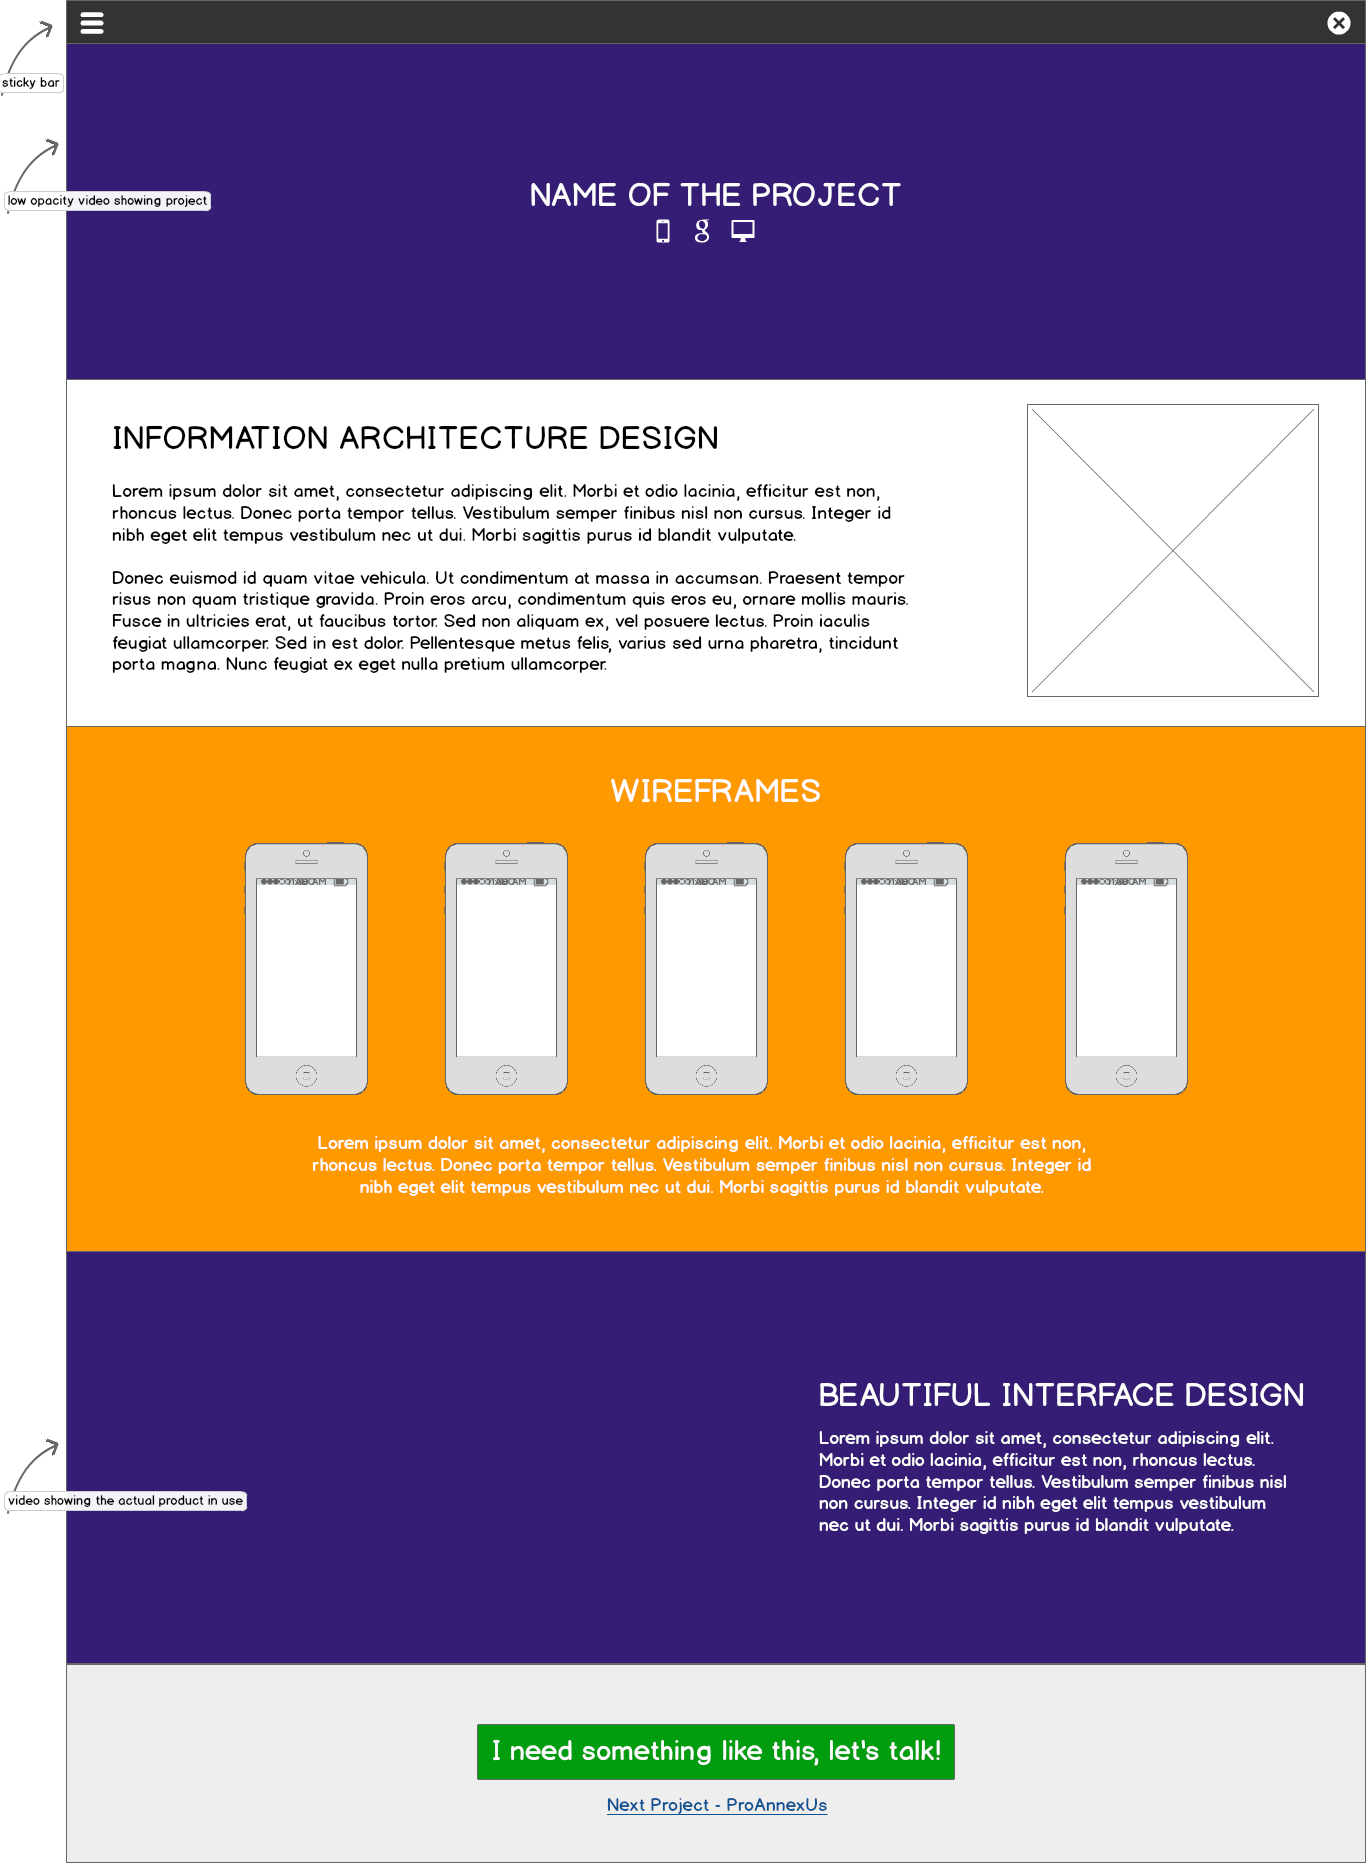 sticky bar
low opacity video showing project
NAME OF THE PROJECT
g
INFORMATION ARCHITECTURE DESIGN
Lorem ipsum dolor sit amet, consectetur adipiscing elit. Morbi et odio lacinia, efficitur est non,
rhoncus lectus. Donec porta tempor tellus. Vestibulum semper finibus nisl non cursus. Integer id
nibh eget elit tempus vestibulum nec ut dui. Morbi sagittis purus id blandit vulputate.
Donec euismod id quam vitae vehicula. Ut condimentum at massa in accumsan. Praesent tempor
risus non quam tristique gravida. Proin eros arcu, condimentum quis eros eu, ornare mollis mauris.
Fusce in ultricies erat, ut faucibus tortor. Sed non aliquam ex, vel posuere lectus. Proin iaculis
feugiat ullamcorper. Sed in est dolor. Pellentesque metus felis, varius sed urna pharetra, tincidunt
porta magna. Nunc feugiat ex eget nulla pretium ullamcorper.
WIREFRAMES
Lorem ipsum dolor sit amet, consectetur adipiscing elit. Morbi et odio lacinia, efficitur est non,
rhoncus lectus. Donec porta tempor tellus. Vestibulum semper finibus nisl non cursus. Integer id
nibh eget elit tempus vestibulum nec ut dui. Morbi sagittis purus id blandit vulputate.
BEAUTIFUL INTERFACE DESIGN
Lorem ipsum dolor sit amet, consectetur adipiscing elit.
Morbi et odio lacinia, efficitur est non, rhoncus lectus.
Donec porta tempor tellus. Vestibulum semper finibus nisl
non cursus. Integer id nibh eget elit tempus vestibulum
nec ut dui. Morbi sagittis purus id blandit vulputate.
video showing the actual product in use
I need something like this, let's talk!
Next Project - ProAnnexUs